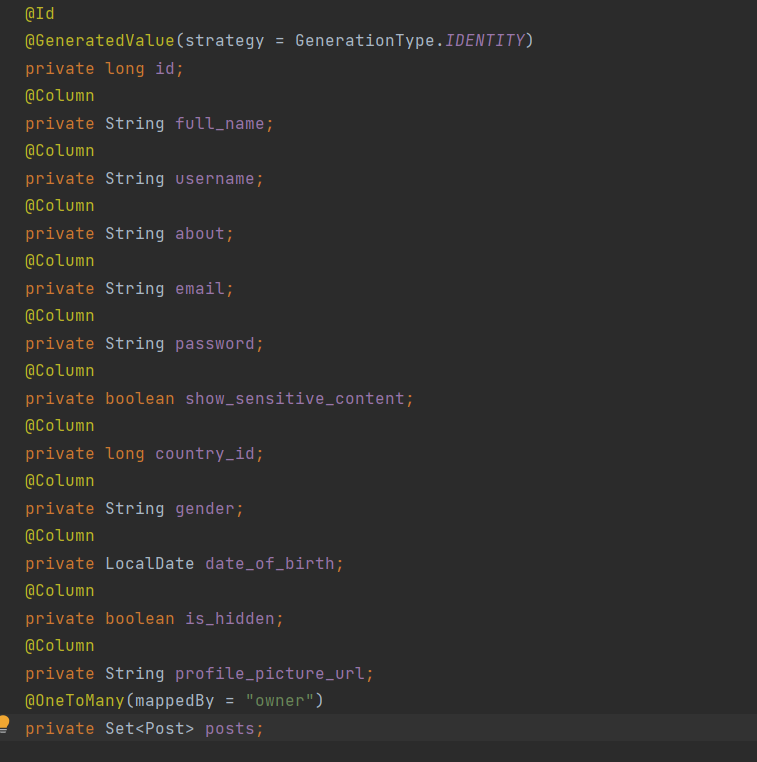 @Id
@GeneratedValue(strategy = GenerationType.IDENTITY)
private long id;
@Column
private String full_name;
@Column
private String username;
@Column
private String about;
@Column
private String email;
@Column
private String password;
@Column
private boolean show_sensitive_content;
@Column
private long country_id;
@Column
private String gender;
@Column
private LocalDate date_of_birth;
@Column
private boolean is_hidden;
@Column
private String profile_picture_url;
@OneToMany(mappedBy = "owner")
private Set<Post> posts;